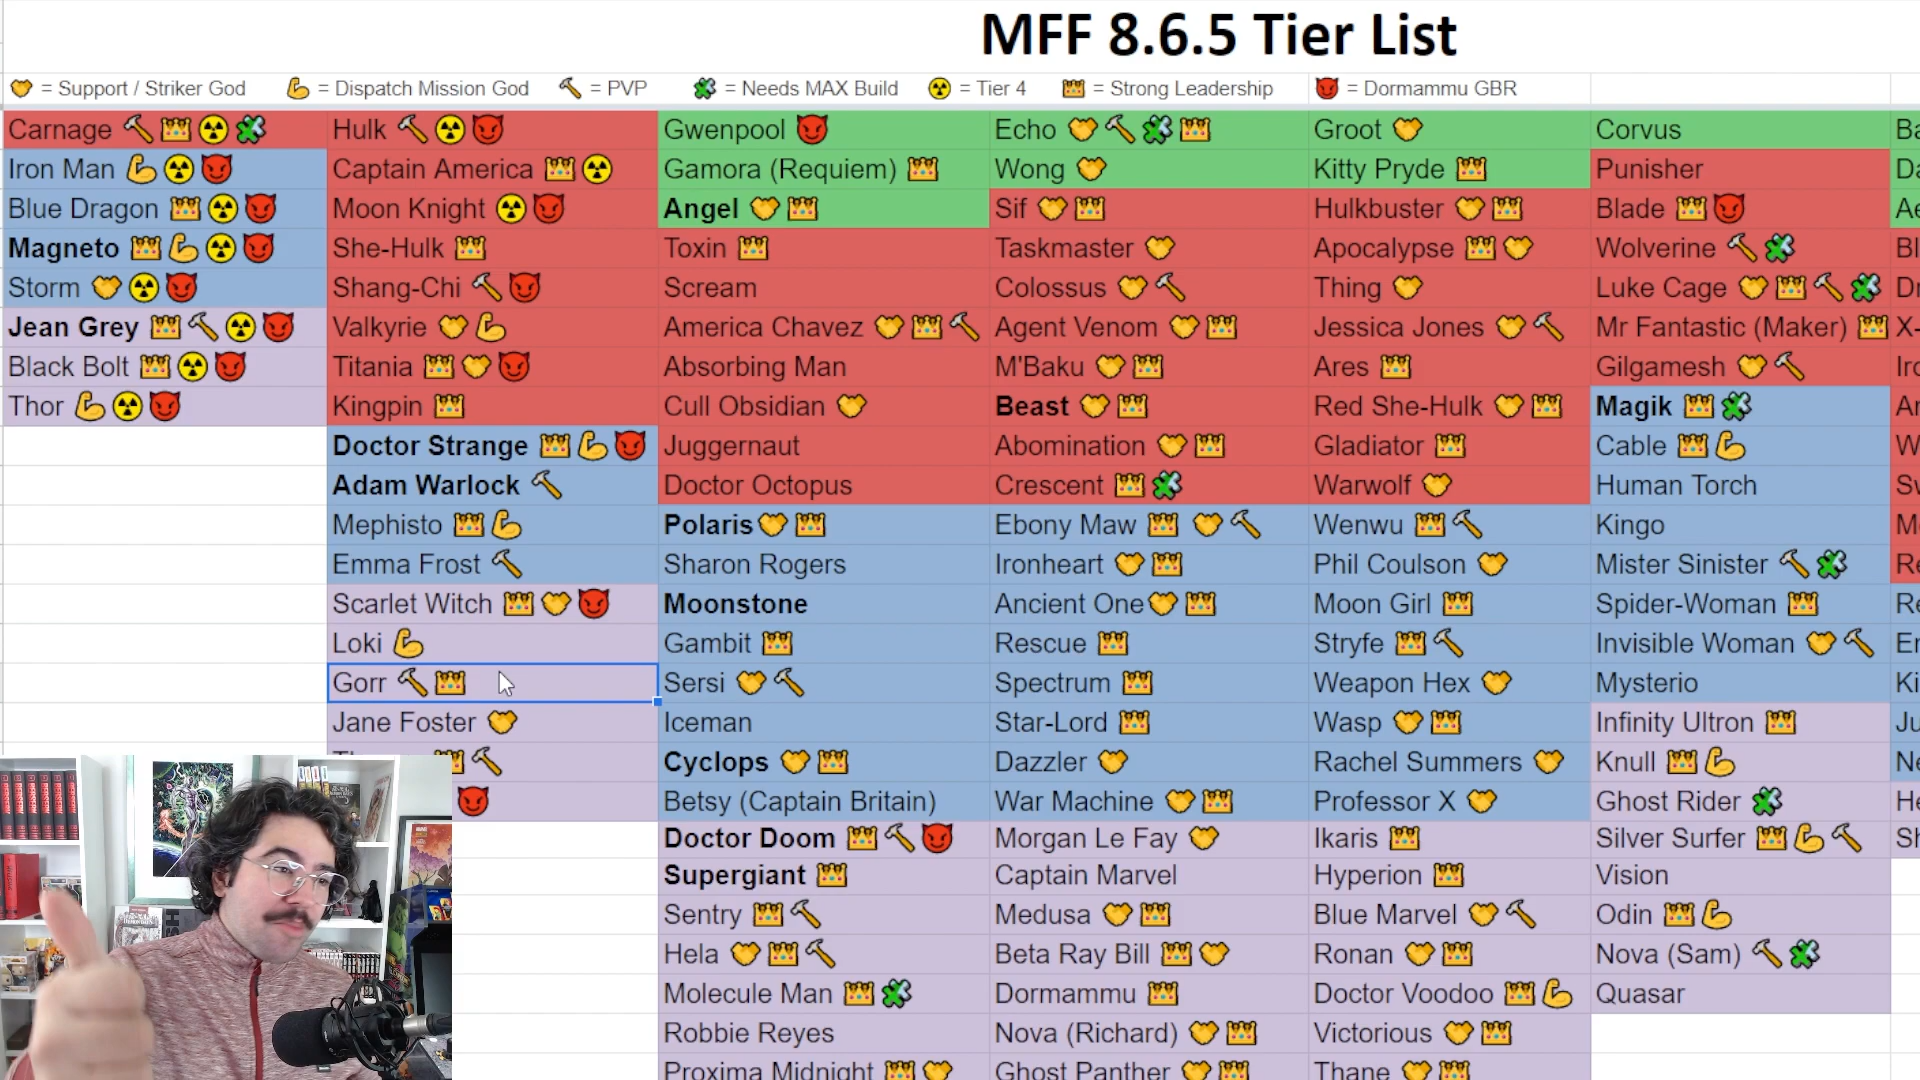 MFF 8.6.5 Tier List
= Support / Striker God = Dispatch Mission God = PVP = Needs MAX Build = Tier 4 = Strong Leadership = Dormammu GBR
Carnage Hulk Gwenpool Echo Groot Corvus
Iron Man Captain America Gamora (Requiem) Wong Kitty Pryde Punisher
Blue Dragon Moon Knight Angel Sif Hulkbuster Blade
Magneto She-Hulk Toxin Taskmaster Apocalypse Wolverine
Storm Shang-Chi Scream Colossus Thing Luke Cage
Jean Grey Valkyrie America Chavez Agent Venom Jessica Jones Mr Fantastic (Maker)
Black Bolt Titania Absorbing Man M'Baku Ares Gilgamesh
Thor Kingpin Cull Obsidian Beast Red She-Hulk Magik
Doctor Strange Juggernaut Abomination Gladiator Cable
Adam Warlock Doctor Octopus Crescent Warwolf Human Torch
Mephisto Polaris Ebony Maw Wenwu Kingo
Emma Frost Sharon Rogers Ironheart Phil Coulson Mister Sinister
Scarlet Witch Moonstone Ancient One Moon Girl Spider-Woman
Loki Gambit Rescue Stryfe Invisible Woman
Gorr Sersi Spectrum Weapon Hex Mysterio
Jane Foster Iceman Star-Lord Wasp Infinity Ultron
Cyclops Dazzler Rachel Summers Knull
Betsy (Captain Britain) War Machine Professor X Ghost Rider
Doctor Doom Morgan Le Fay Ikaris Silver Surfer
Supergiant Captain Marvel Hyperion Vision
Sentry Medusa Blue Marvel Odin
Hela Beta Ray Bill Ronan Nova (Sam)
Molecule Man Dormammu Doctor Voodoo Quasar
Robbie Reyes Nova (Richard) Victorious
Proxima Midnight Ghost Panther Thane